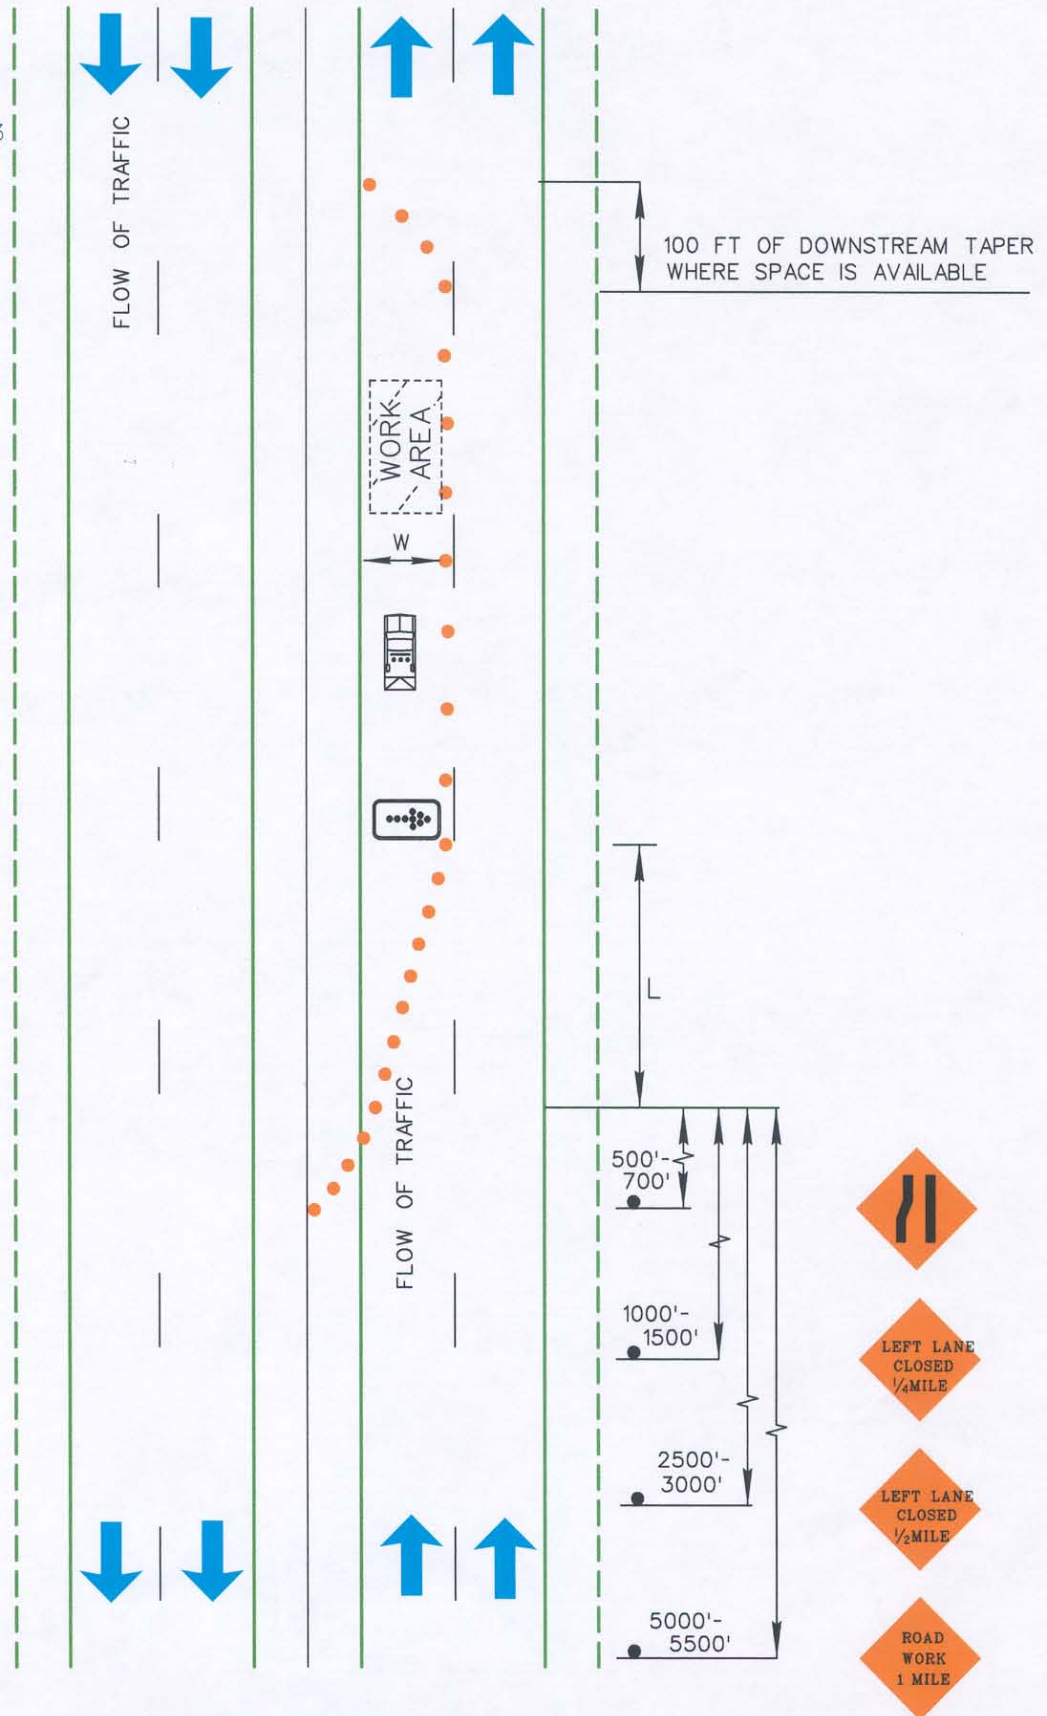 FLOW OF TRAFFIC
100 FT OF DOWNSTREAM TAPER
WHERE SPACE IS AVAILABLE
WORK
AREA
W
L
FLOW OF TRAFFIC
500'-
700'
1000'-
1500'
LEFT LANE
CLOSED
1/4MILE
2500'-
3000'
LEFT LANE
CLOSED
1/2MILE
5000'-
5500'
ROAD
WORK
1 MILE